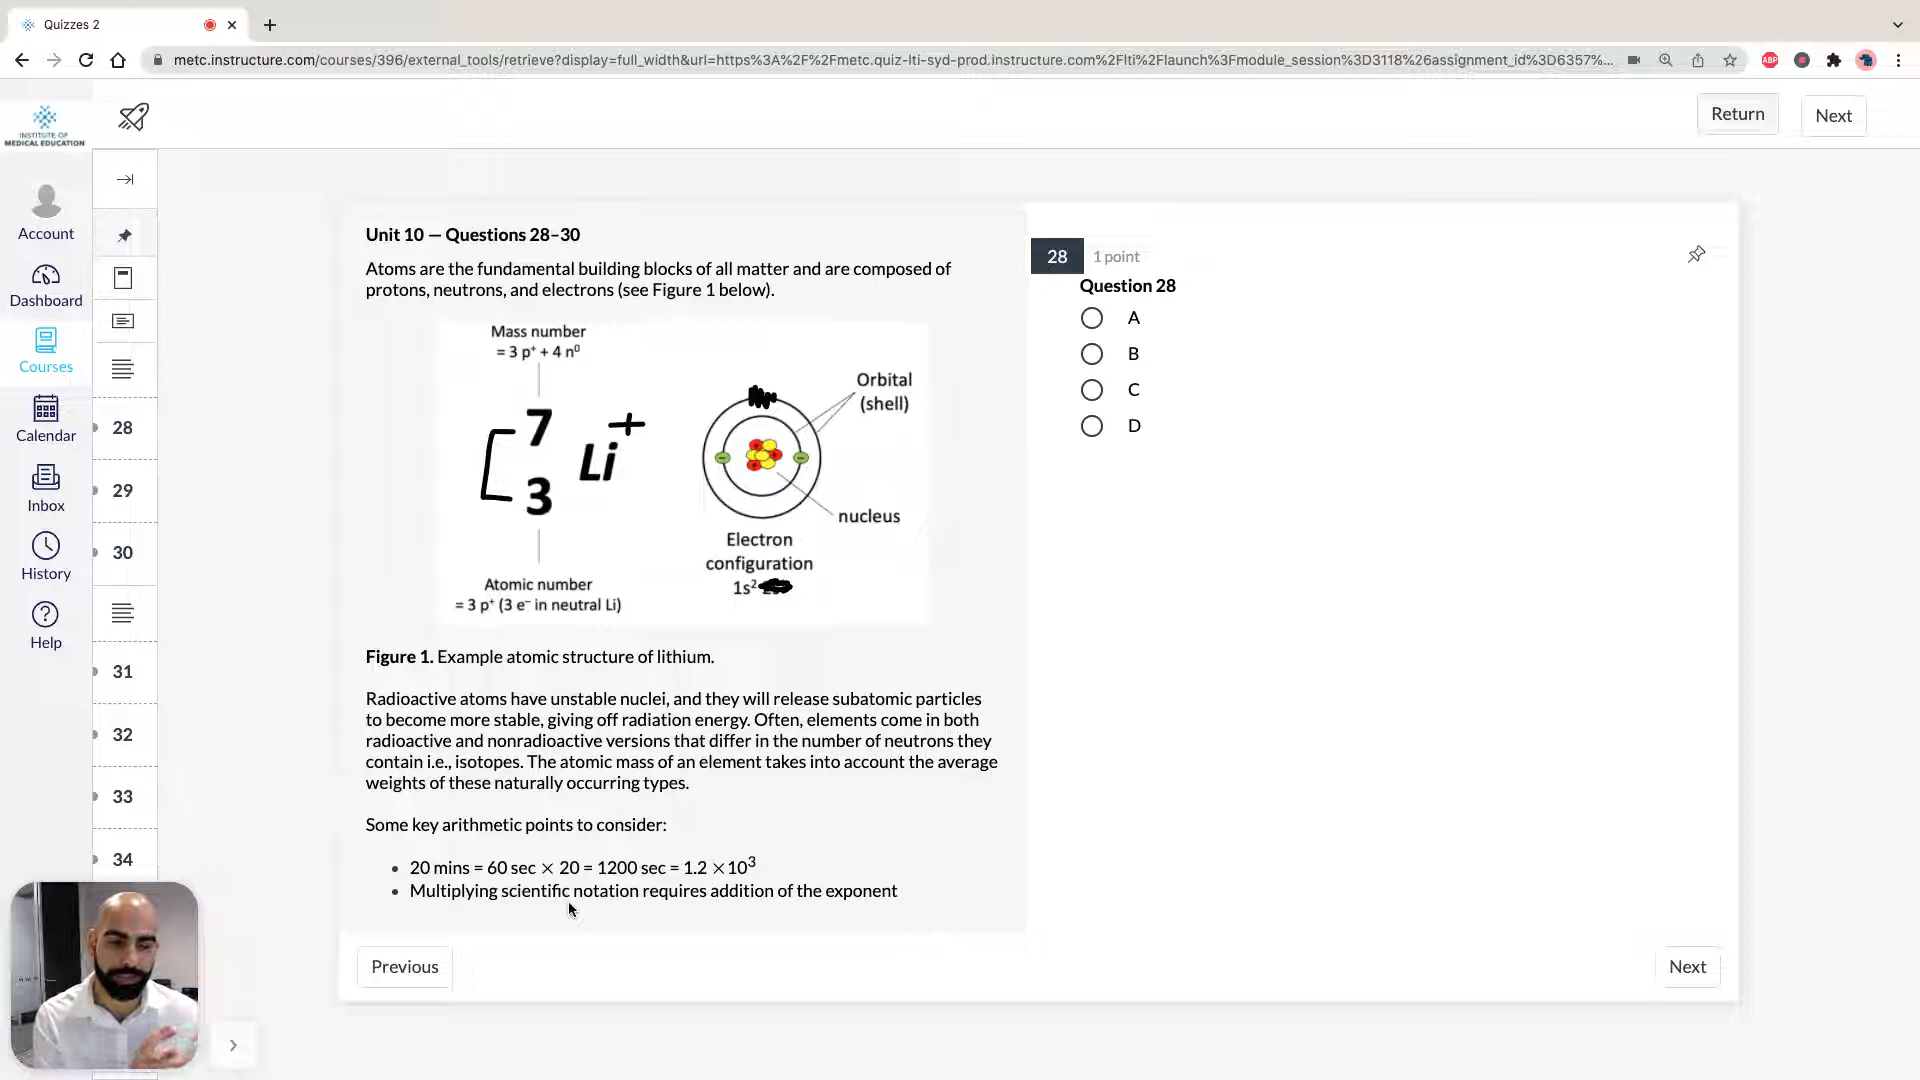 Quizzes 2
metc.instructure.com/courses/396/external_tools/retrieve?display=full_width&url=https%3A%2F%2Fmetc.quiz-lti-syd-prod.instructure.com%2Flti%2Flaunch%3Fmodule_session%3D3118%26assignment_id%3D6357%...
ABP
INSTITUTE OF
MEDICAL EDUCATION
Return
Next
Account
Dashboard
Courses
Calendar
Inbox
History
Help
28
29
30
31
32
33
34
Unit 10 — Questions 28–30
Atoms are the fundamental building blocks of all matter and are composed of
protons, neutrons, and electrons (see Figure 1 below).
Mass number
= 3 p⁺ + 4 n⁰
7
3
Li
+
Atomic number
= 3 p⁺ (3 e⁻ in neutral Li)
Orbital
(shell)
nucleus
Electron
configuration
1s²
Figure 1. Example atomic structure of lithium.
Radioactive atoms have unstable nuclei, and they will release subatomic particles
to become more stable, giving off radiation energy. Often, elements come in both
radioactive and nonradioactive versions that differ in the number of neutrons they
contain i.e., isotopes. The atomic mass of an element takes into account the average
weights of these naturally occurring types.
Some key arithmetic points to consider:
• 20 mins = 60 sec × 20 = 1200 sec = 1.2 ×10³
• Multiplying scientific notation requires addition of the exponent
Previous
28
1 point
Question 28
A
B
C
D
Next